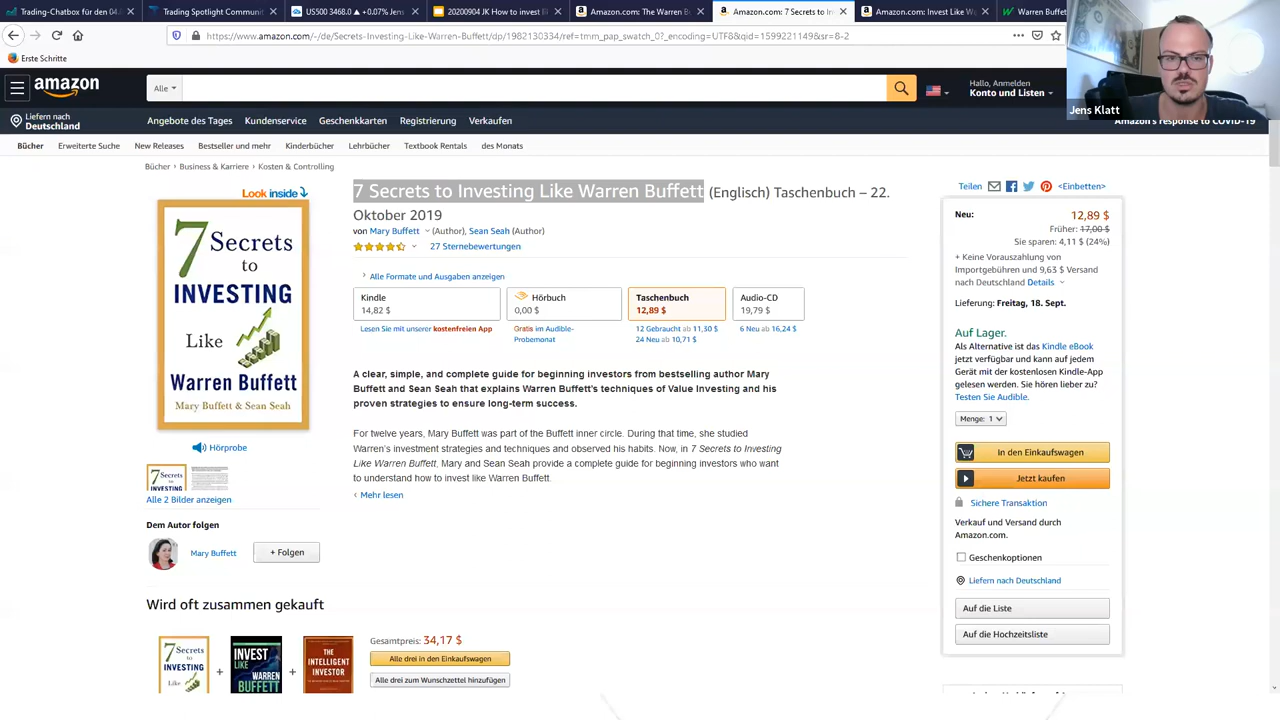 Trading-Chatbox für den 04.
Trading Spotlight Communi
US500 3468.0 ▲ +0.07% Jens
20200904 JK How to invest
Amazon.com: The Warren B
Amazon.com: 7 Secrets to In
Amazon.com: Invest Like W
Warren Buffet
https://www.amazon.com/-/de/Secrets-Investing-Like-Warren-Buffett/dp/1982130334/ref=tmm_pap_swatch_0?_encoding=UTF8&qid=1599221149&sr=8-2
Erste Schritte
amazon
Alle
Hallo, Anmelden
Konto und Listen
Jens Klatt
Liefern nach
Deutschland
Angebote des Tages Kundenservice Geschenkkarten Registrierung Verkaufen
Amazon's response to COVID-19
Bücher Erweiterte Suche New Releases Bestseller und mehr Kinderbücher Lehrbücher Textbook Rentals des Monats
Bücher › Business & Karriere › Kosten & Controlling
Look inside
7 Secrets
to
INVESTING
Like
Warren Buffett
Mary Buffett & Sean Seah
Hörprobe
7 Secrets
to
INVESTING
Alle 2 Bilder anzeigen
Dem Autor folgen
Mary Buffett
+ Folgen
7 Secrets to Investing Like Warren Buffett (Englisch) Taschenbuch – 22.
Oktober 2019
von Mary Buffett (Author), Sean Seah (Author)
27 Sternebewertungen
Alle Formate und Ausgaben anzeigen
Kindle
14,82 $
Hörbuch
0,00 $
Taschenbuch
12,89 $
Audio-CD
19,79 $
Lesen Sie mit unserer kostenfreien App
Gratis im Audible-
Probemonat
12 Gebraucht ab 11,30 $
24 Neu ab 10,71 $
6 Neu ab 16,24 $
A clear, simple, and complete guide for beginning investors from bestselling author Mary
Buffett and Sean Seah that explains Warren Buffett's techniques of Value Investing and his
proven strategies to ensure long-term success.
For twelve years, Mary Buffett was part of the Buffett inner circle. During that time, she studied
Warren's investment strategies and techniques and observed his habits. Now, in 7 Secrets to Investing
Like Warren Buffett, Mary and Sean Seah provide a complete guide for beginning investors who want
to understand how to invest like Warren Buffett.
Mehr lesen
Teilen <Einbetten>
Neu: 12,89 $
Früher: 17,00 $
Sie sparen: 4,11 $ (24%)
+ Keine Vorauszahlung von
Importgebühren und 9,63 $ Versand
nach Deutschland Details
Lieferung: Freitag, 18. Sept.
Auf Lager.
Als Alternative ist das Kindle eBook
jetzt verfügbar und kann auf jedem
Gerät mit der kostenlosen Kindle-App
gelesen werden. Sie hören lieber zu?
Testen Sie Audible.
Menge: 1
In den Einkaufswagen
Jetzt kaufen
Sichere Transaktion
Verkauf und Versand durch
Amazon.com.
Geschenkoptionen
Liefern nach Deutschland
Auf die Liste
Auf die Hochzeitsliste
Wird oft zusammen gekauft
7 Secrets
to
INVESTING
Like
+
INVEST
LIKE
WARREN
BUFFETT
+
THE
INTELLIGENT
INVESTOR
Gesamtpreis: 34,17 $
Alle drei in den Einkaufswagen
Alle drei zum Wunschzettel hinzufügen